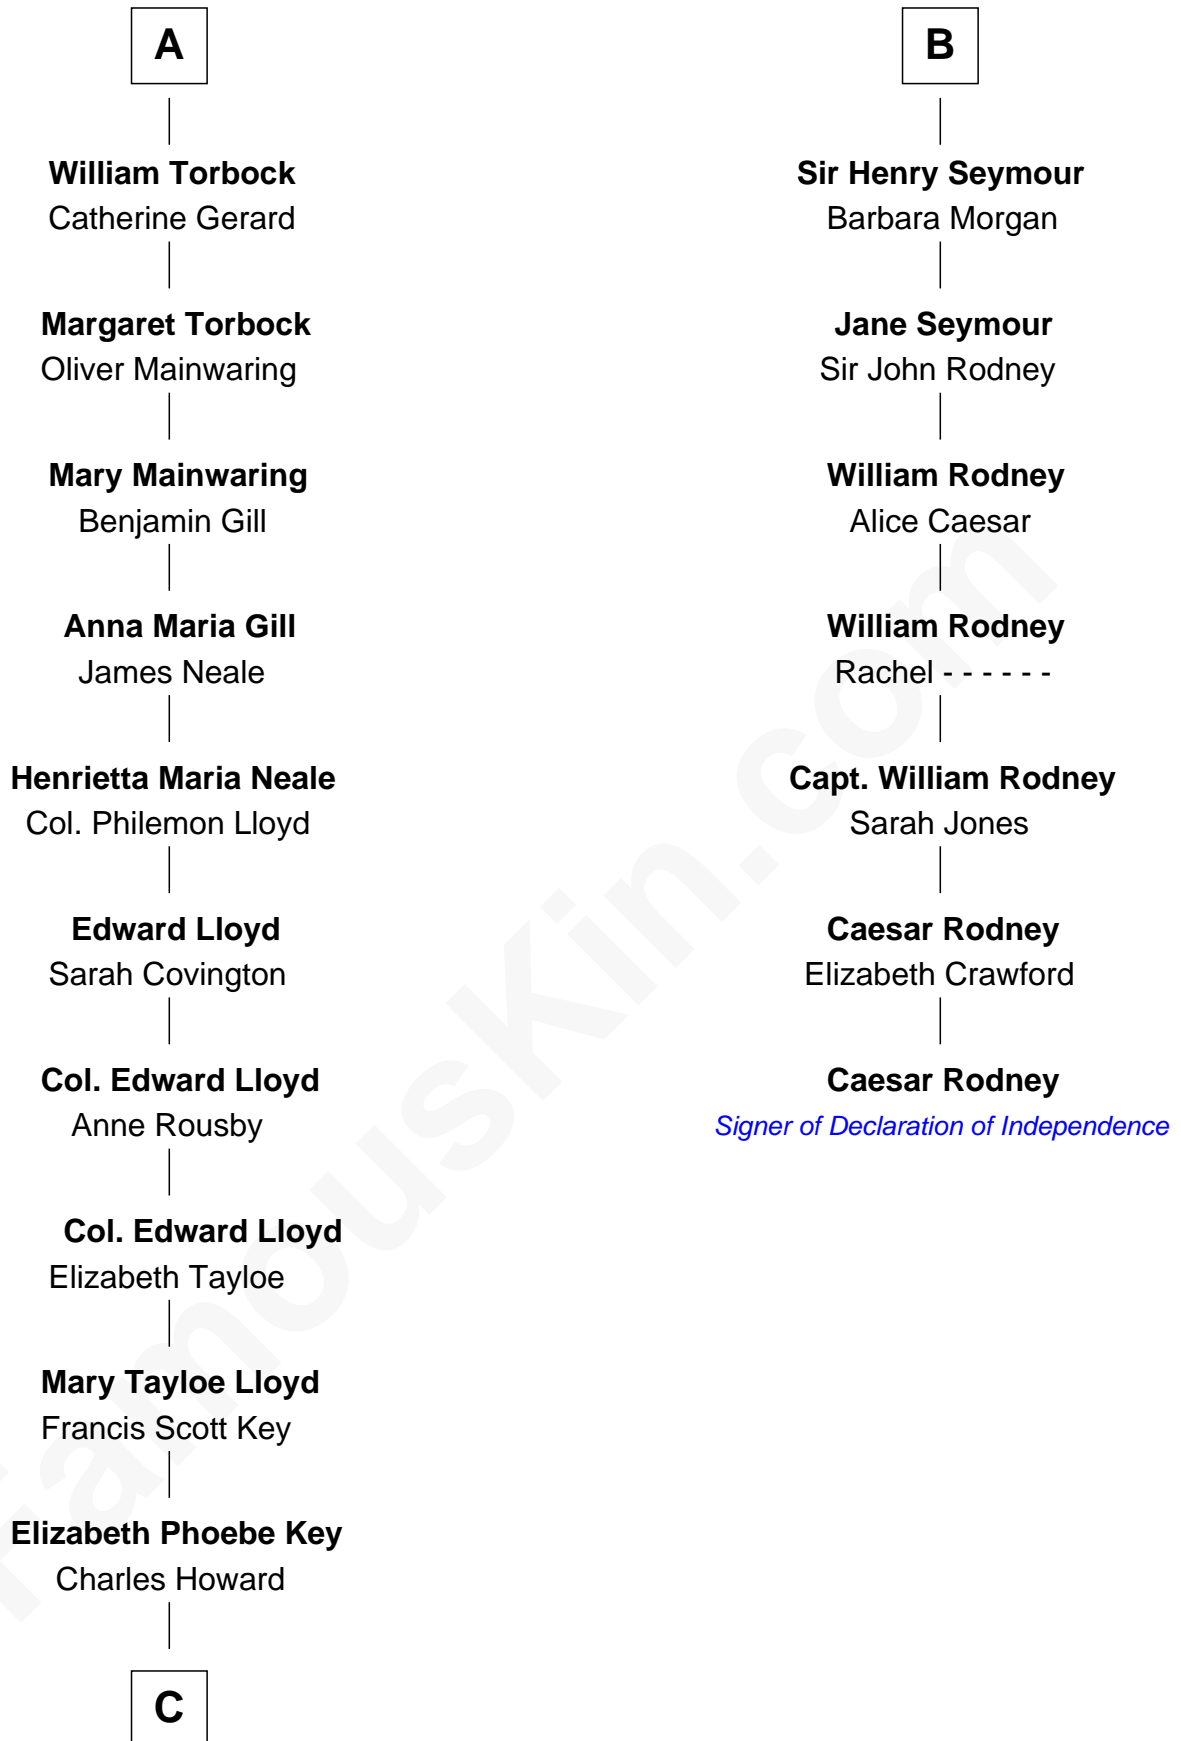 A
William Torbock
Catherine Gerard
Margaret Torbock
Oliver Mainwaring
Mary Mainwaring
Benjamin Gill
Anna Maria Gill
James Neale
Henrietta Maria Neale
Col. Philemon Lloyd
Edward Lloyd
Sarah Covington
Col. Edward Lloyd
Anne Rousby
Col. Edward Lloyd
Elizabeth Tayloe
Mary Tayloe Lloyd
Francis Scott Key
Elizabeth Phoebe Key
Charles Howard
C
B
Sir Henry Seymour
Barbara Morgan
Jane Seymour
Sir John Rodney
William Rodney
Alice Caesar
William Rodney
Rachel - - - - - -
Capt. William Rodney
Sarah Jones
Caesar Rodney
Elizabeth Crawford
Caesar Rodney
Signer of Declaration of Independence
FamousKin.com